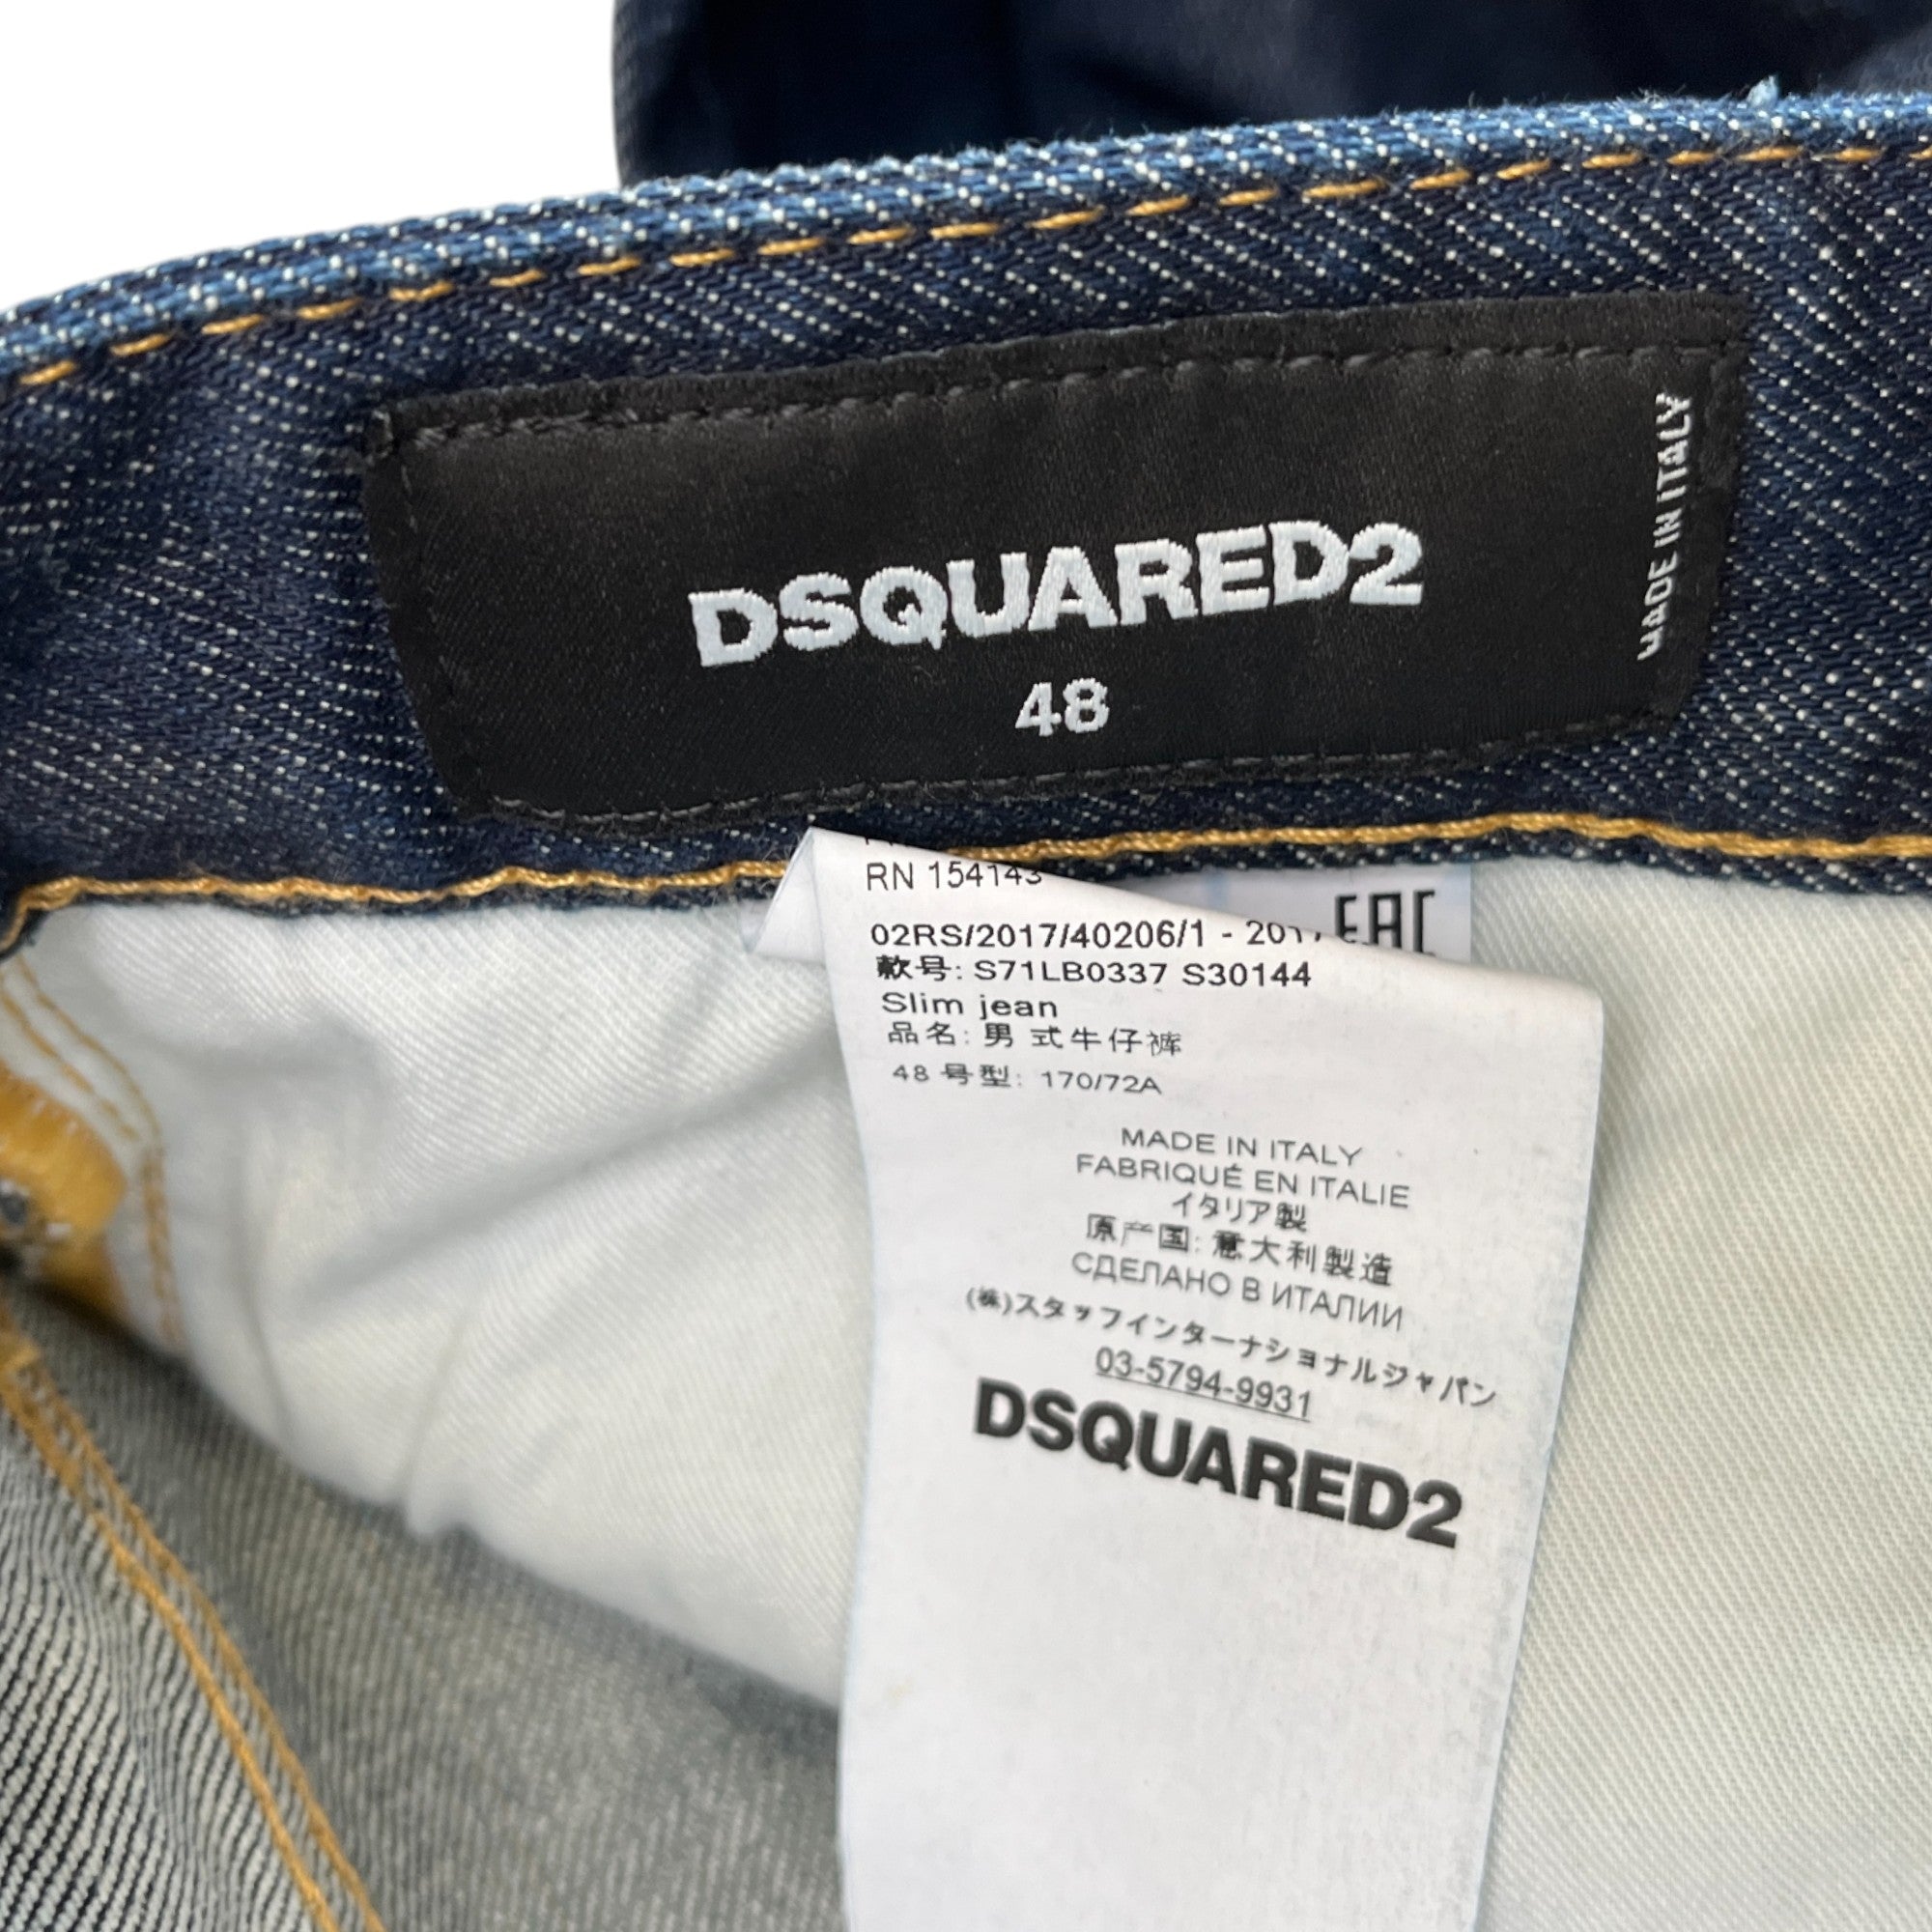 DSQUARED2
48
MADE IN ITALY
RN 154143
02RS/2017/40206/1 - 2017
EAC
款号: S71LB0337 S30144
Slim jean
品名: 男式牛仔裤
48 号型: 170/72A
MADE IN ITALY
FABRIQUÉ EN ITALIE
イタリア製
原产国: 意大利製造
СДЕЛАНО В ИТАЛИИ
(株)スタッフインターナショナルジャパン
03-5794-9931
DSQUARED2